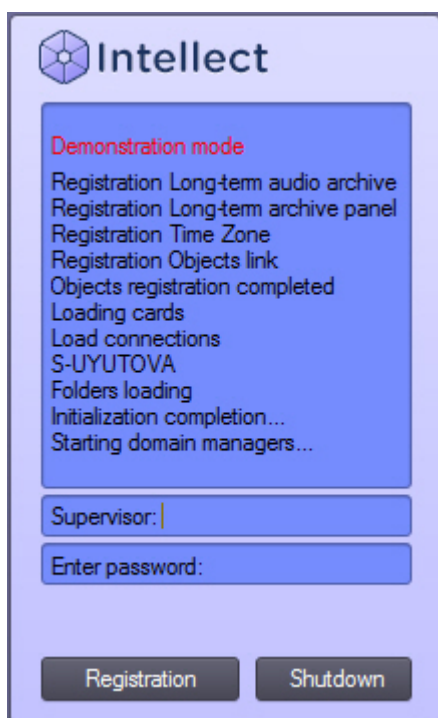 Intellect
Demonstration mode
Registration Long-term audio archive
Registration Long-term archive panel
Registration Time Zone
Registration Objects link
Objects registration completed
Loading cards
Load connections
S-UYUTOVA
Folders loading
Initialization completion...
Starting domain managers...
Supervisor:
Enter password:
Registration
Shutdown